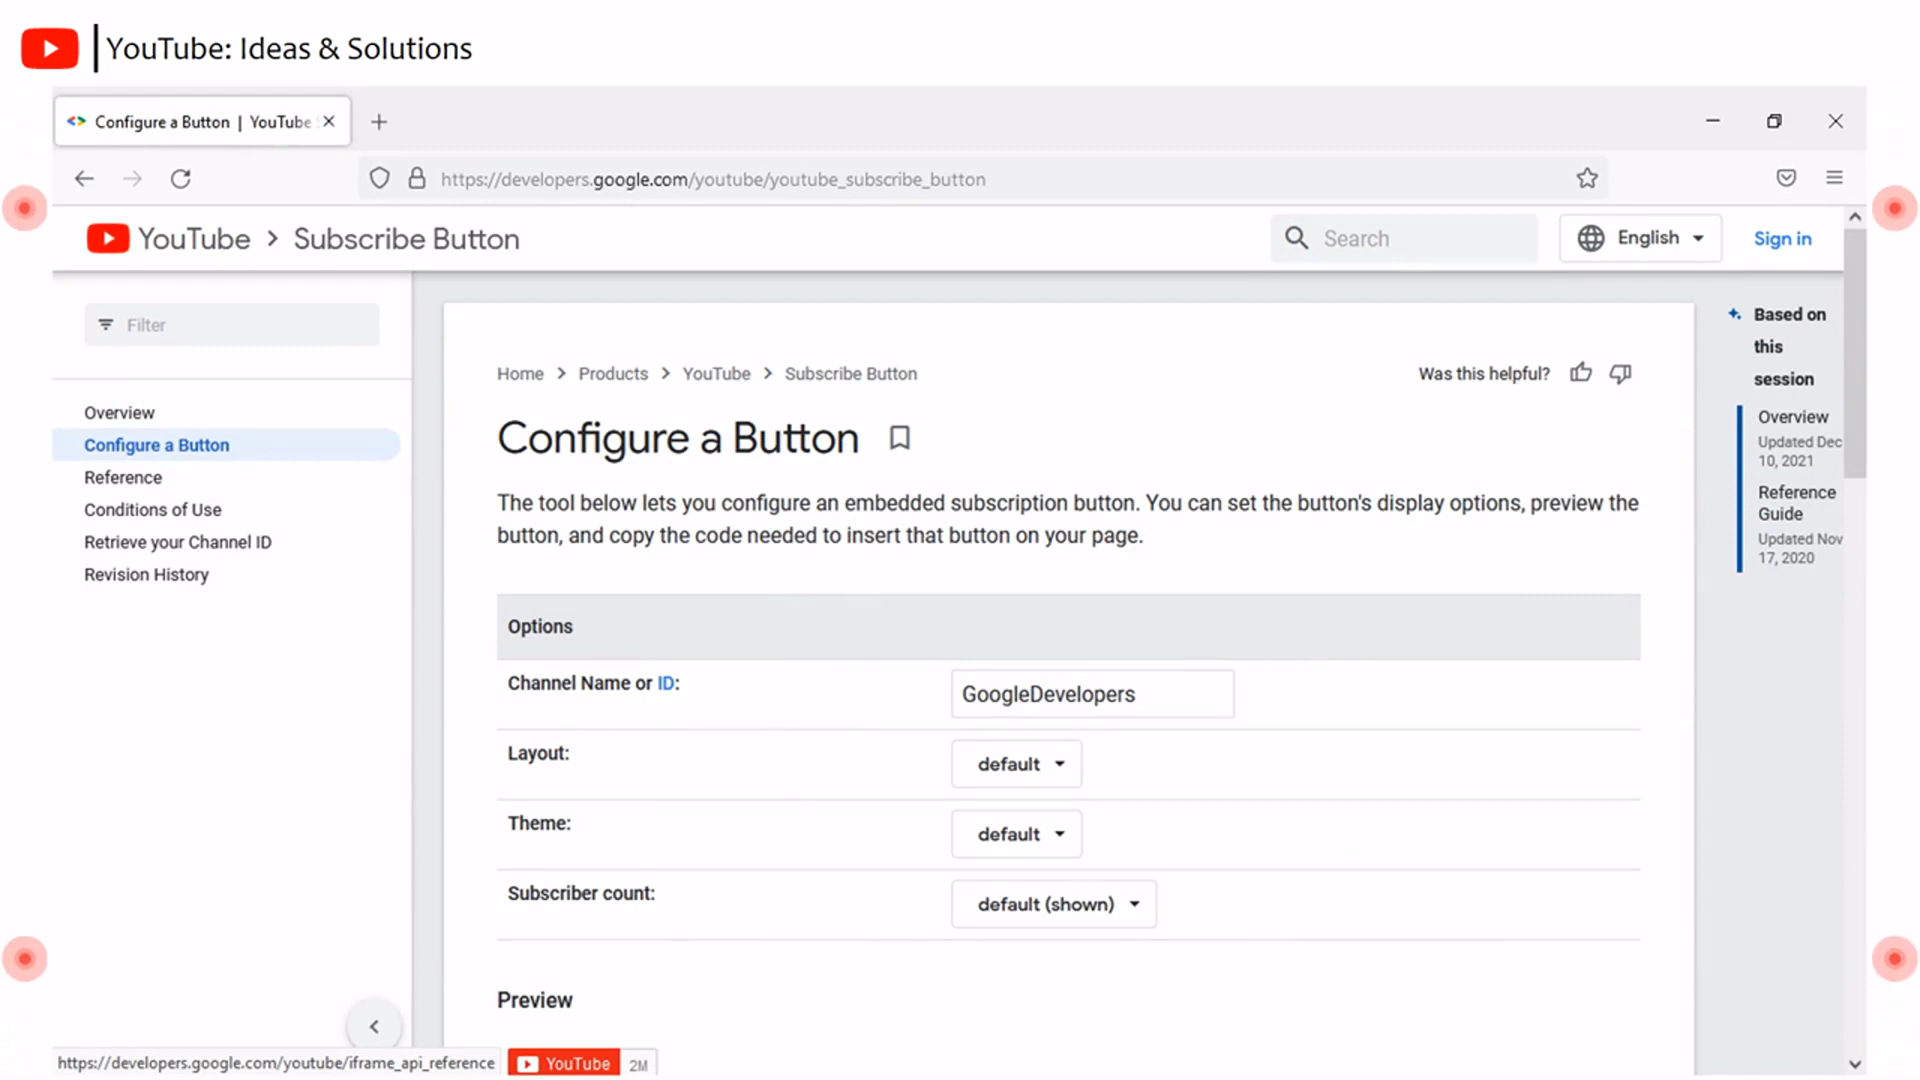 YouTube: Ideas & Solutions
Configure a Button | YouTube
https://developers.google.com/youtube/youtube_subscribe_button
YouTube > Subscribe Button
Search
English
Sign in
Filter
Overview
Configure a Button
Reference
Conditions of Use
Retrieve your Channel ID
Revision History
Home > Products > YouTube > Subscribe Button
Was this helpful?
Configure a Button
The tool below lets you configure an embedded subscription button. You can set the button's display options, preview the
button, and copy the code needed to insert that button on your page.
Options
Channel Name or ID:
GoogleDevelopers
Layout:
default
Theme:
default
Subscriber count:
default (shown)
Preview
YouTube 2M
Based on
this
session
Overview
Updated Dec
10, 2021
Reference
Guide
Updated Nov
17, 2020
https://developers.google.com/youtube/iframe_api_reference